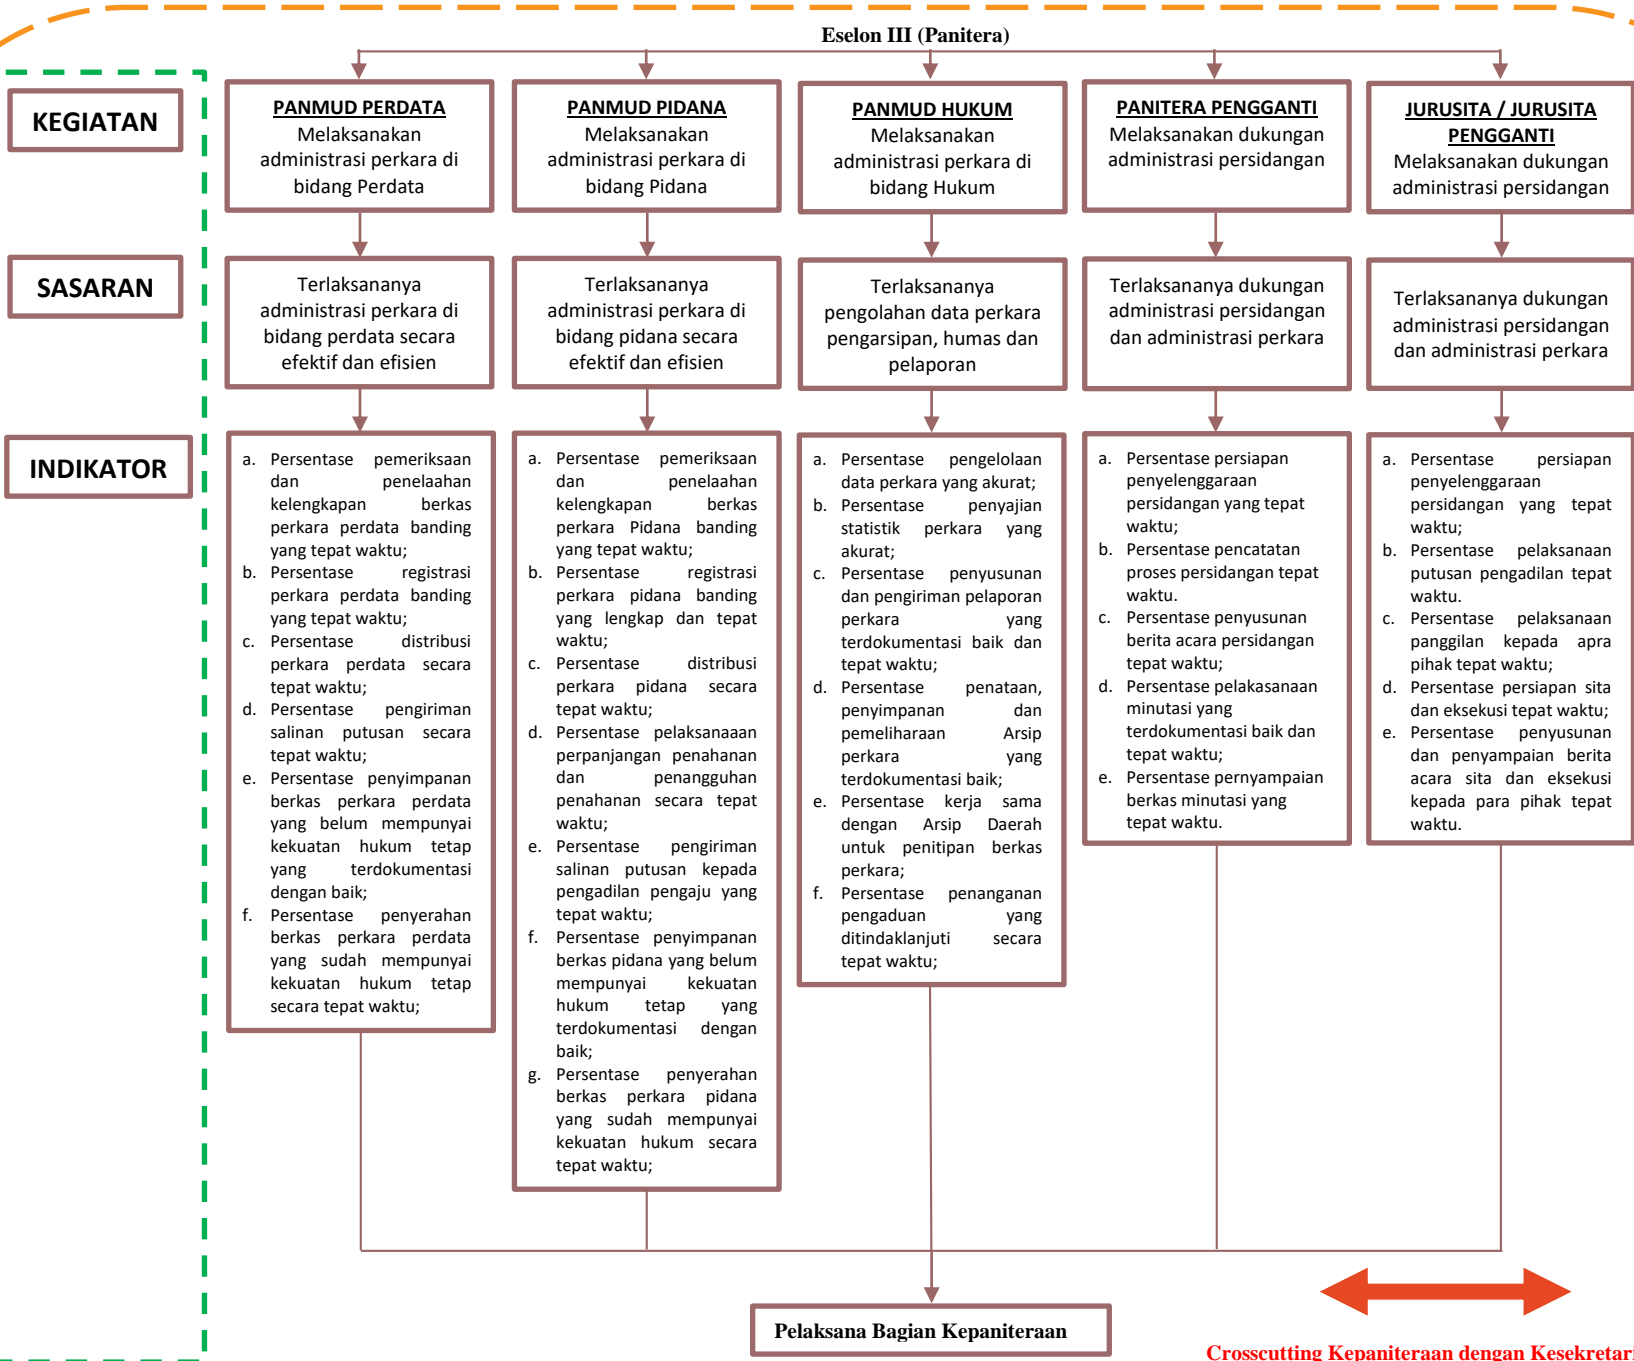 Eselon III (Panitera)
KEGIATAN
PANMUD PERDATA
Melaksanakan
administrasi perkara di
bidang Perdata
PANMUD PIDANA
Melaksanakan
administrasi perkara di
bidang Pidana
PANMUD HUKUM
Melaksanakan
administrasi perkara di
bidang Hukum
PANITERA PENGGANTI
Melaksanakan dukungan
administrasi persidangan
JURUSITA / JURUSITA
PENGGANTI
Melaksanakan dukungan
administrasi persidangan
SASARAN
Terlaksananya
administrasi perkara di
bidang perdata secara
efektif dan efisien
Terlaksananya
administrasi perkara di
bidang pidana secara
efektif dan efisien
Terlaksananya
pengolahan data perkara
pengarsipan, humas dan
pelaporan
Terlaksananya dukungan
administrasi persidangan
dan administrasi perkara
Terlaksananya dukungan
administrasi persidangan
dan administrasi perkara
INDIKATOR
a. Persentase pemeriksaan
dan penelaahan
kelengkapan berkas
perkara perdata banding
yang tepat waktu;
b. Persentase registrasi
perkara perdata banding
yang tepat waktu;
c. Persentase distribusi
perkara perdata secara
tepat waktu;
d. Persentase pengiriman
salinan putusan secara
tepat waktu;
e. Persentase penyimpanan
berkas perkara perdata
yang belum mempunyai
kekuatan hukum tetap
yang terdokumentasi
dengan baik;
f. Persentase penyerahan
berkas perkara perdata
yang sudah mempunyai
kekuatan hukum tetap
secara tepat waktu;
a. Persentase pemeriksaan
dan penelaahan
kelengkapan berkas
perkara Pidana banding
yang tepat waktu;
b. Persentase registrasi
perkara pidana banding
yang lengkap dan tepat
waktu;
c. Persentase distribusi
perkara pidana secara
tepat waktu;
d. Persentase pelaksanaaan
perpanjangan penahanan
dan penangguhan
penahanan secara tepat
waktu;
e. Persentase pengiriman
salinan putusan kepada
pengadilan pengaju yang
tepat waktu;
f. Persentase penyimpanan
berkas pidana yang belum
mempunyai kekuatan
hukum tetap yang
terdokumentasi dengan
baik;
g. Persentase penyerahan
berkas perkara pidana
yang sudah mempunyai
kekuatan hukum secara
tepat waktu;
a. Persentase pengelolaan
data perkara yang akurat;
b. Persentase penyajian
statistik perkara yang
akurat;
c. Persentase penyusunan
dan pengiriman pelaporan
perkara yang
terdokumentasi baik dan
tepat waktu;
d. Persentase penataan,
penyimpanan dan
pemeliharaan Arsip
perkara yang
terdokumentasi baik;
e. Persentase kerja sama
dengan Arsip Daerah
untuk penitipan berkas
perkara;
f. Persentase penanganan
pengaduan yang
ditindaklanjuti secara
tepat waktu;
a. Persentase persiapan
penyelenggaraan
persidangan yang tepat
waktu;
b. Persentase pencatatan
proses persidangan tepat
waktu.
c. Persentase penyusunan
berita acara persidangan
tepat waktu;
d. Persentase pelakasanaan
minutasi yang
terdokumentasi baik dan
tepat waktu;
e. Persentase pernyampaian
berkas minutasi yang
tepat waktu.
a. Persentase persiapan
penyelenggaraan
persidangan yang tepat
waktu;
b. Persentase pelaksanaan
putusan pengadilan tepat
waktu.
c. Persentase pelaksanaan
panggilan kepada apra
pihak tepat waktu;
d. Persentase persiapan sita
dan eksekusi tepat waktu;
e. Persentase penyusunan
dan penyampaian berita
acara sita dan eksekusi
kepada para pihak tepat
waktu.
Pelaksana Bagian Kepaniteraan
Crosscutting Kepaniteraan dengan Kesekretari